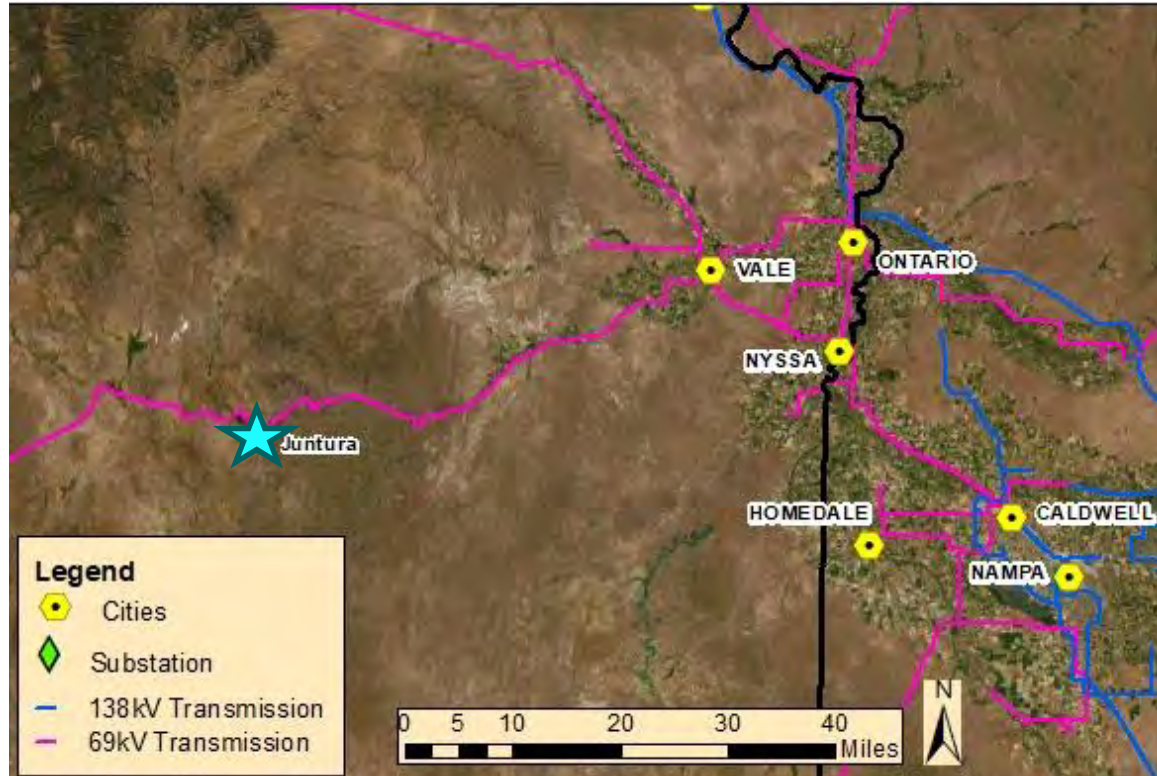 VALE
ONTARIO
NYSSA
Juntura
HOMEDALE
CALDWELL
NAMPA
Legend
Cities
Substation
138kV Transmission
69kV Transmission
0 5 10 20 30 40
Miles
N